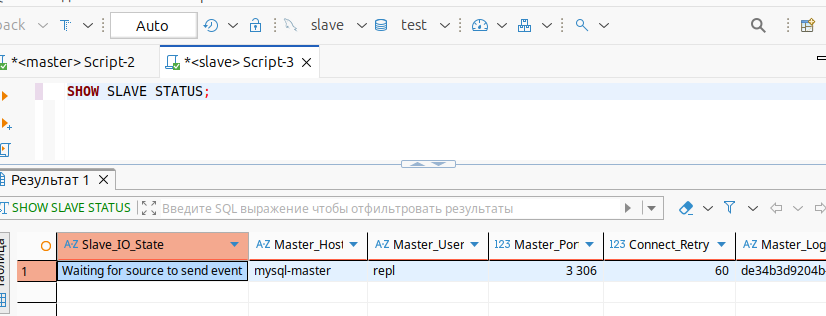 Auto slave test
*<master> Script-2 *<slave> Script-3
SHOW SLAVE STATUS;
Результат 1
SHOW SLAVE STATUS Введите SQL выражение чтобы отфильтровать результаты
A-Z Slave_IO_State A-Z Master_Host A-Z Master_User 123 Master_Por 123 Connect_Retry A-Z Master_Log
1 Waiting for source to send event mysql-master repl 3 306 60 de34b3d9204b